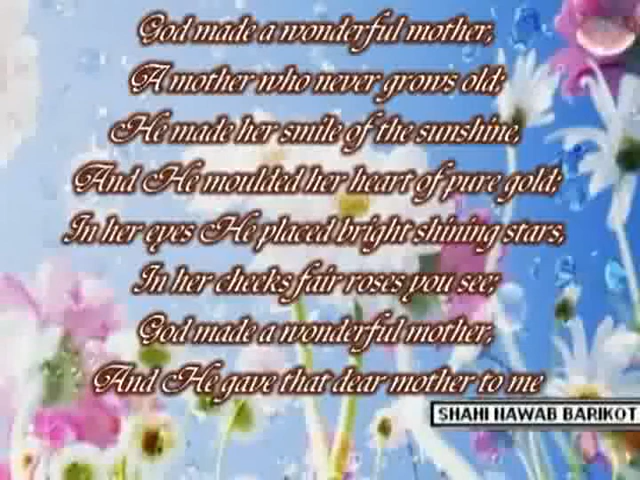 God made a wonderful mother,
A mother who never grows old;
He made her smile of the sunshine,
And He moulded her heart of pure gold;
In her eyes He placed bright shining stars,
In her cheeks fair roses you see;
God made a wonderful mother,
And He gave that dear mother to me
SHAHI NAWAB BARIKOT